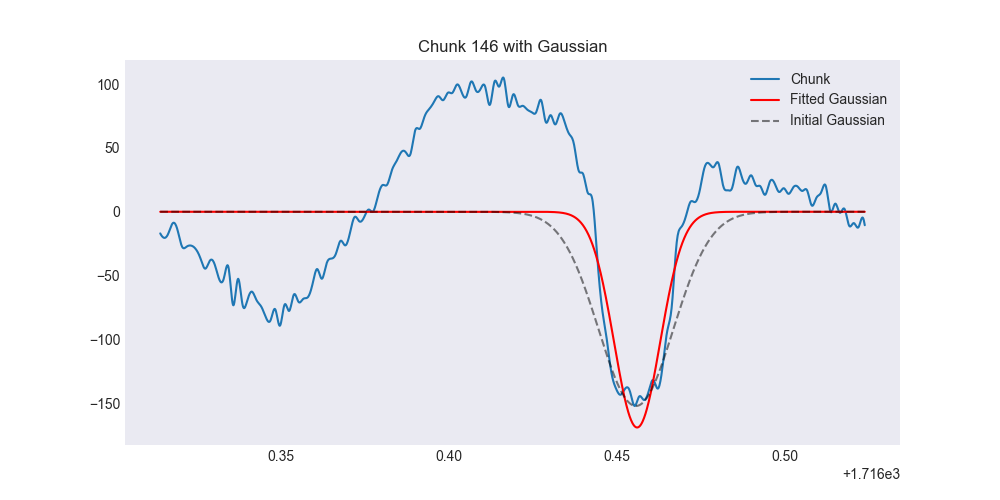 Chunk 146 with Gaussian
Chunk
Fitted Gaussian
Initial Gaussian
100
50
0
−50
−100
−150
0.35 0.40 0.45 0.50
+1.716e3